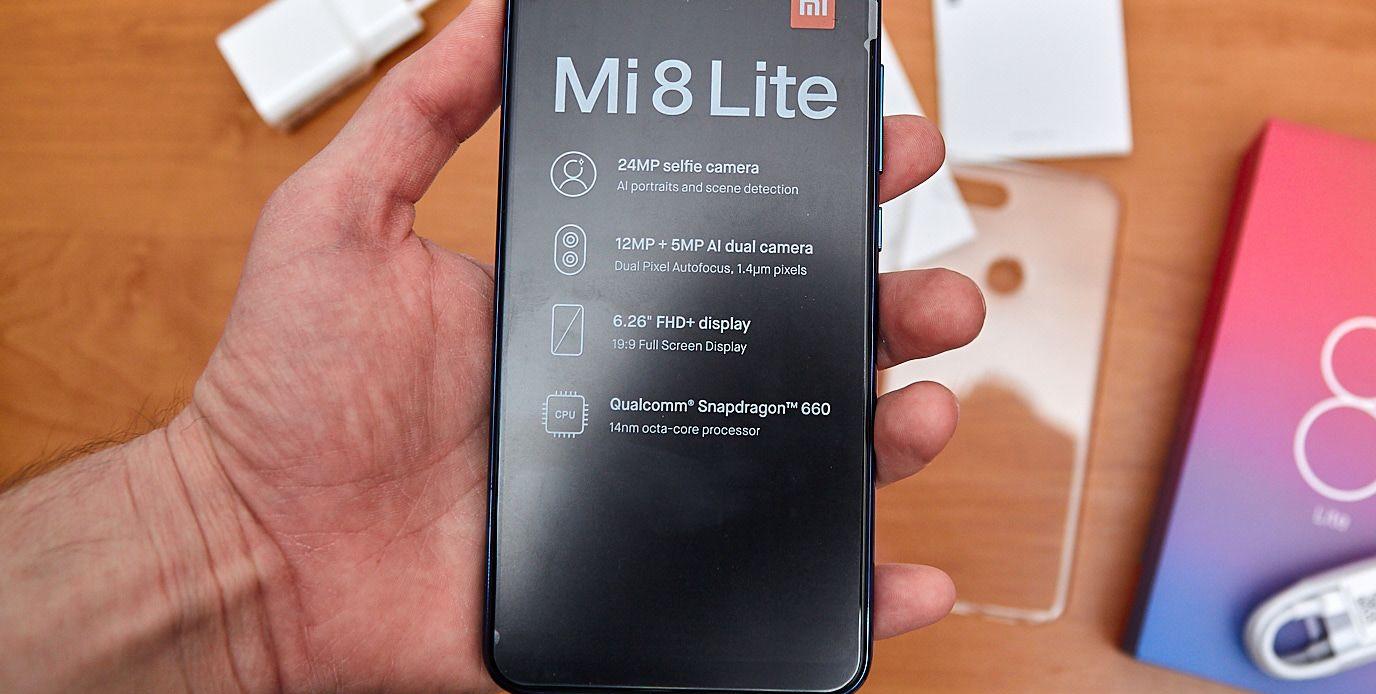 mi
Mi 8 Lite
24MP selfie camera
AI portraits and scene detection
12MP + 5MP AI dual camera
Dual Pixel Autofocus, 1.4µm pixels
6.26" FHD+ display
19:9 Full Screen Display
CPU
Qualcomm® Snapdragon™ 660
14nm octa-core processor
8
Lite